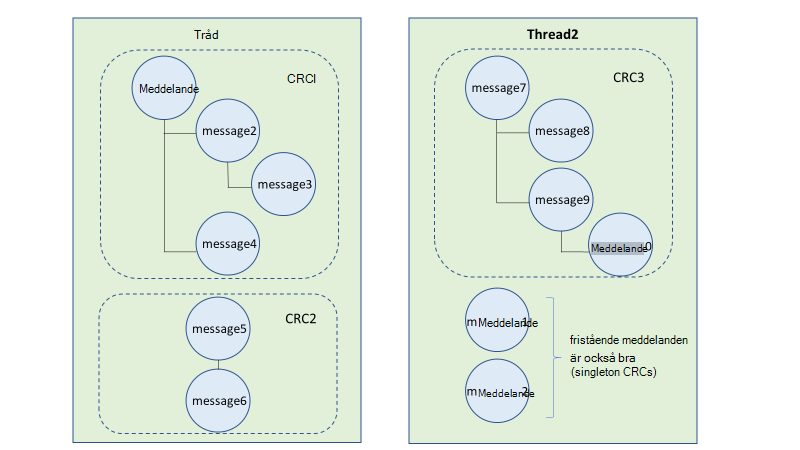 Tråd
CRCl
Meddelande
message2
message3
message4
CRC2
message5
message6
Thread2
CRC3
message7
message8
message9
Meddelande0
mMeddelande1
mMeddelande2
fristående meddelanden
är också bra
(singleton CRCs)